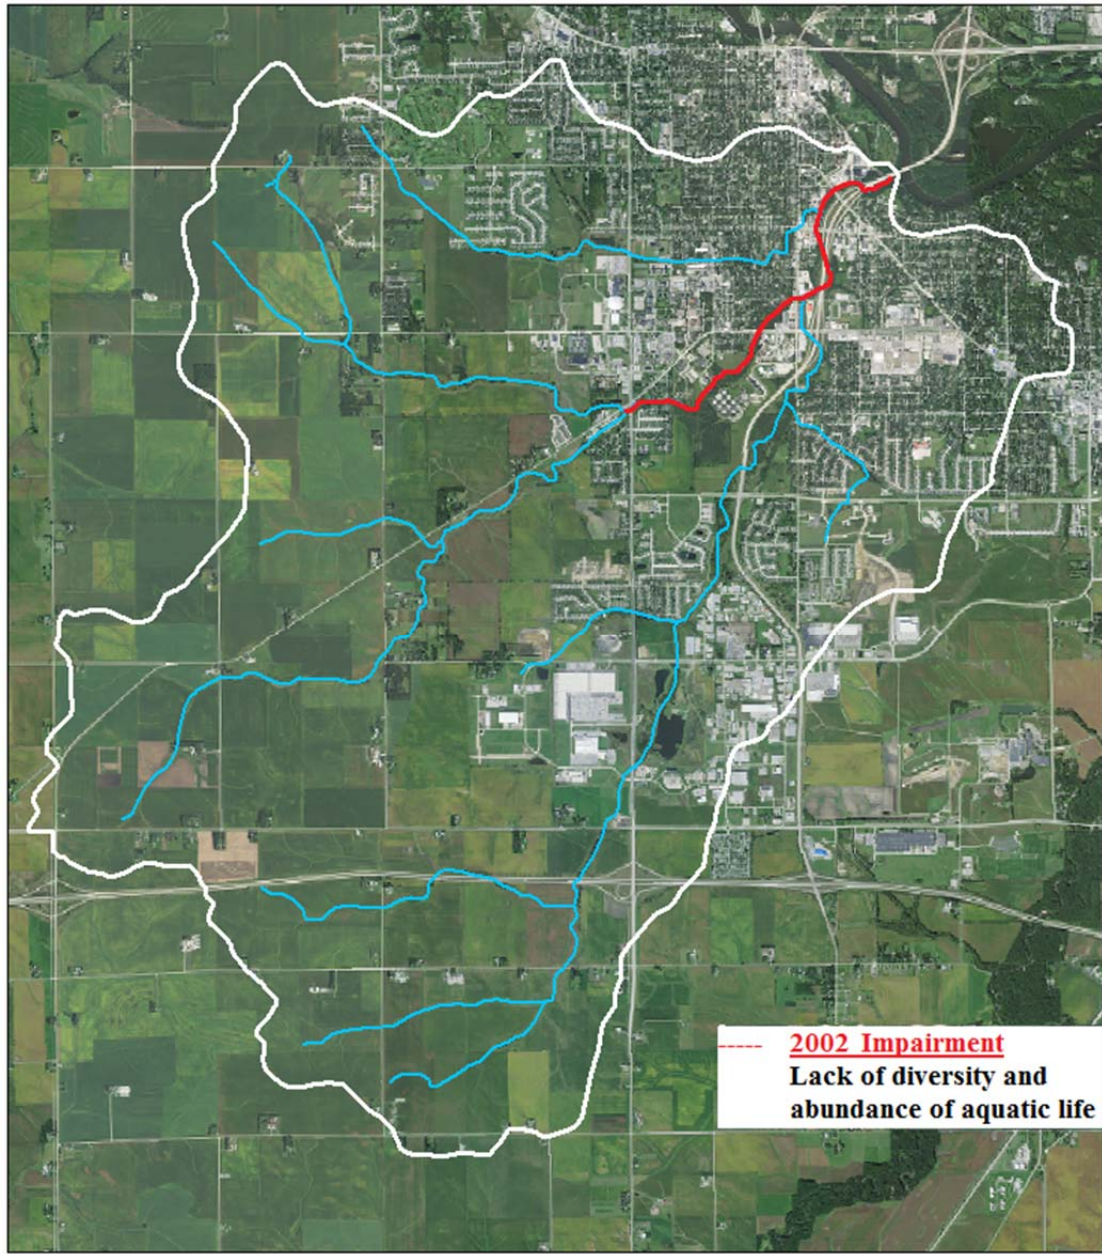 2002 Impairment
Lack of diversity and
abundance of aquatic life